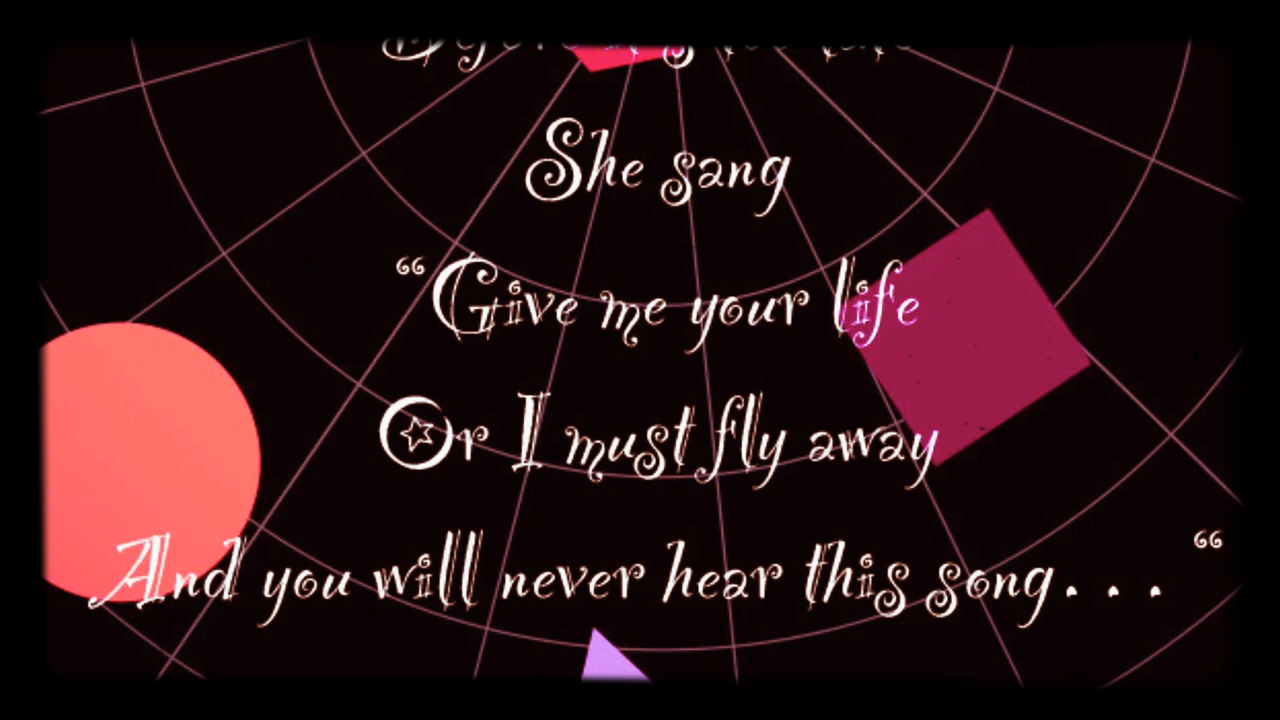 She sang
“Give me your life
Or I must fly away
And you will never hear this song. . . “